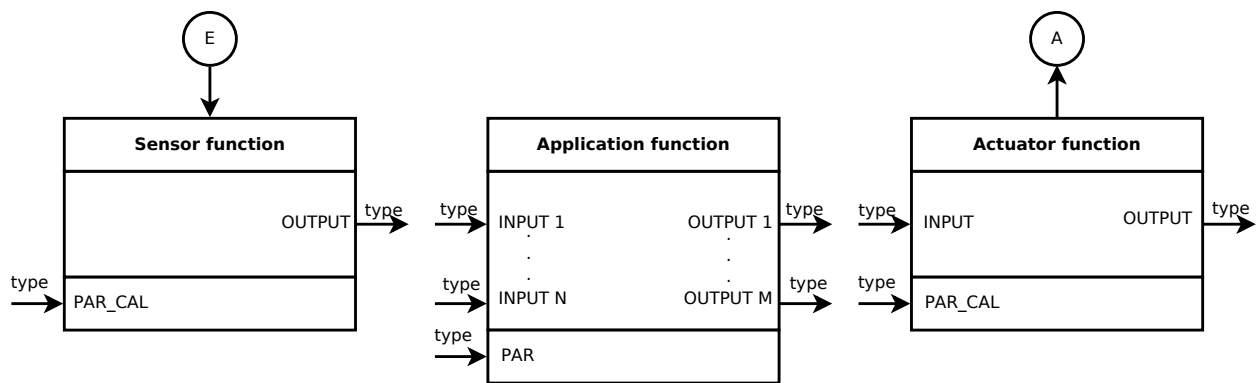 E
Sensor function
OUTPUT
type
type
PAR_CAL
Application function
type
INPUT 1
.
.
.
type
INPUT N
OUTPUT 1
type
.
.
.
OUTPUT M
type
type
PAR
A
Actuator function
type
INPUT
OUTPUT
type
type
PAR_CAL